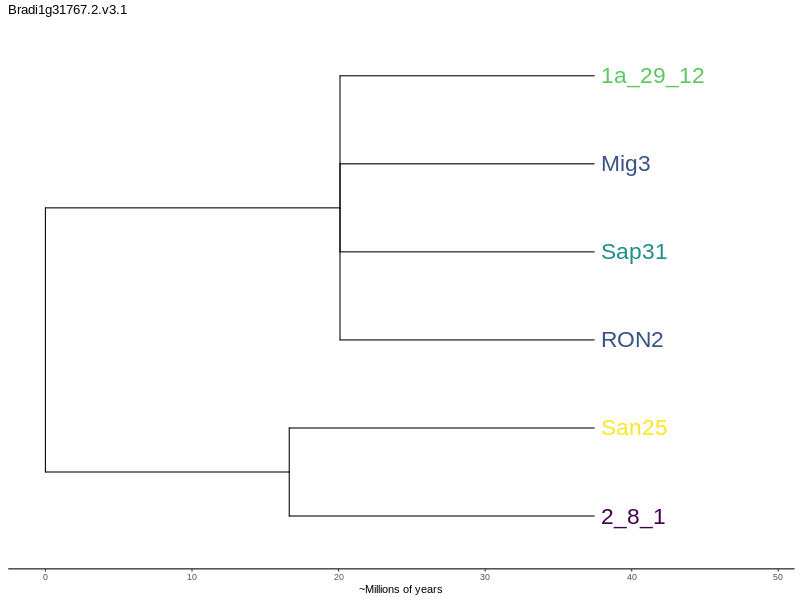 Bradi1g31767.2.v3.1
1a_29_12
Mig3
Sap31
RON2
San25
2_8_1
0 10 20 30 40 50
~Millions of years